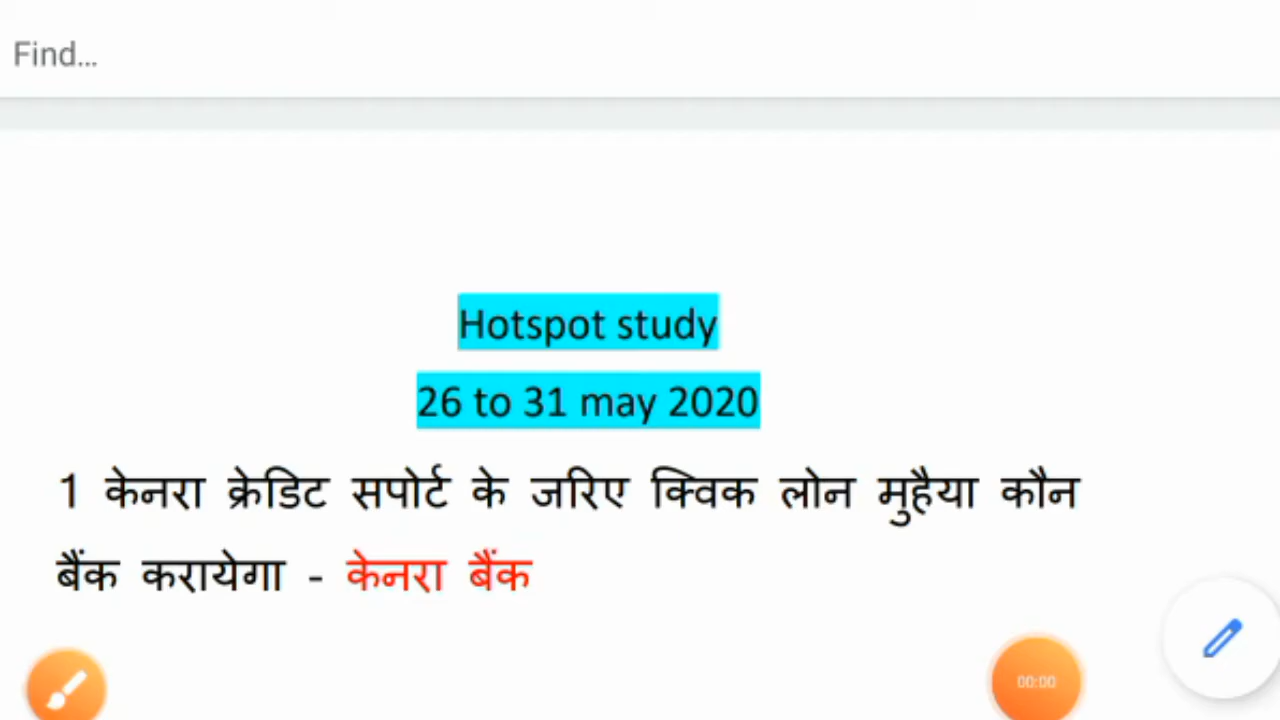 Find...
Hotspot study
26 to 31 may 2020
1 केनरा क्रेडिट सपोर्ट के जरिए क्विक लोन मुहैया कौन
बैंक करायेगा - केनरा बैंक
00:00